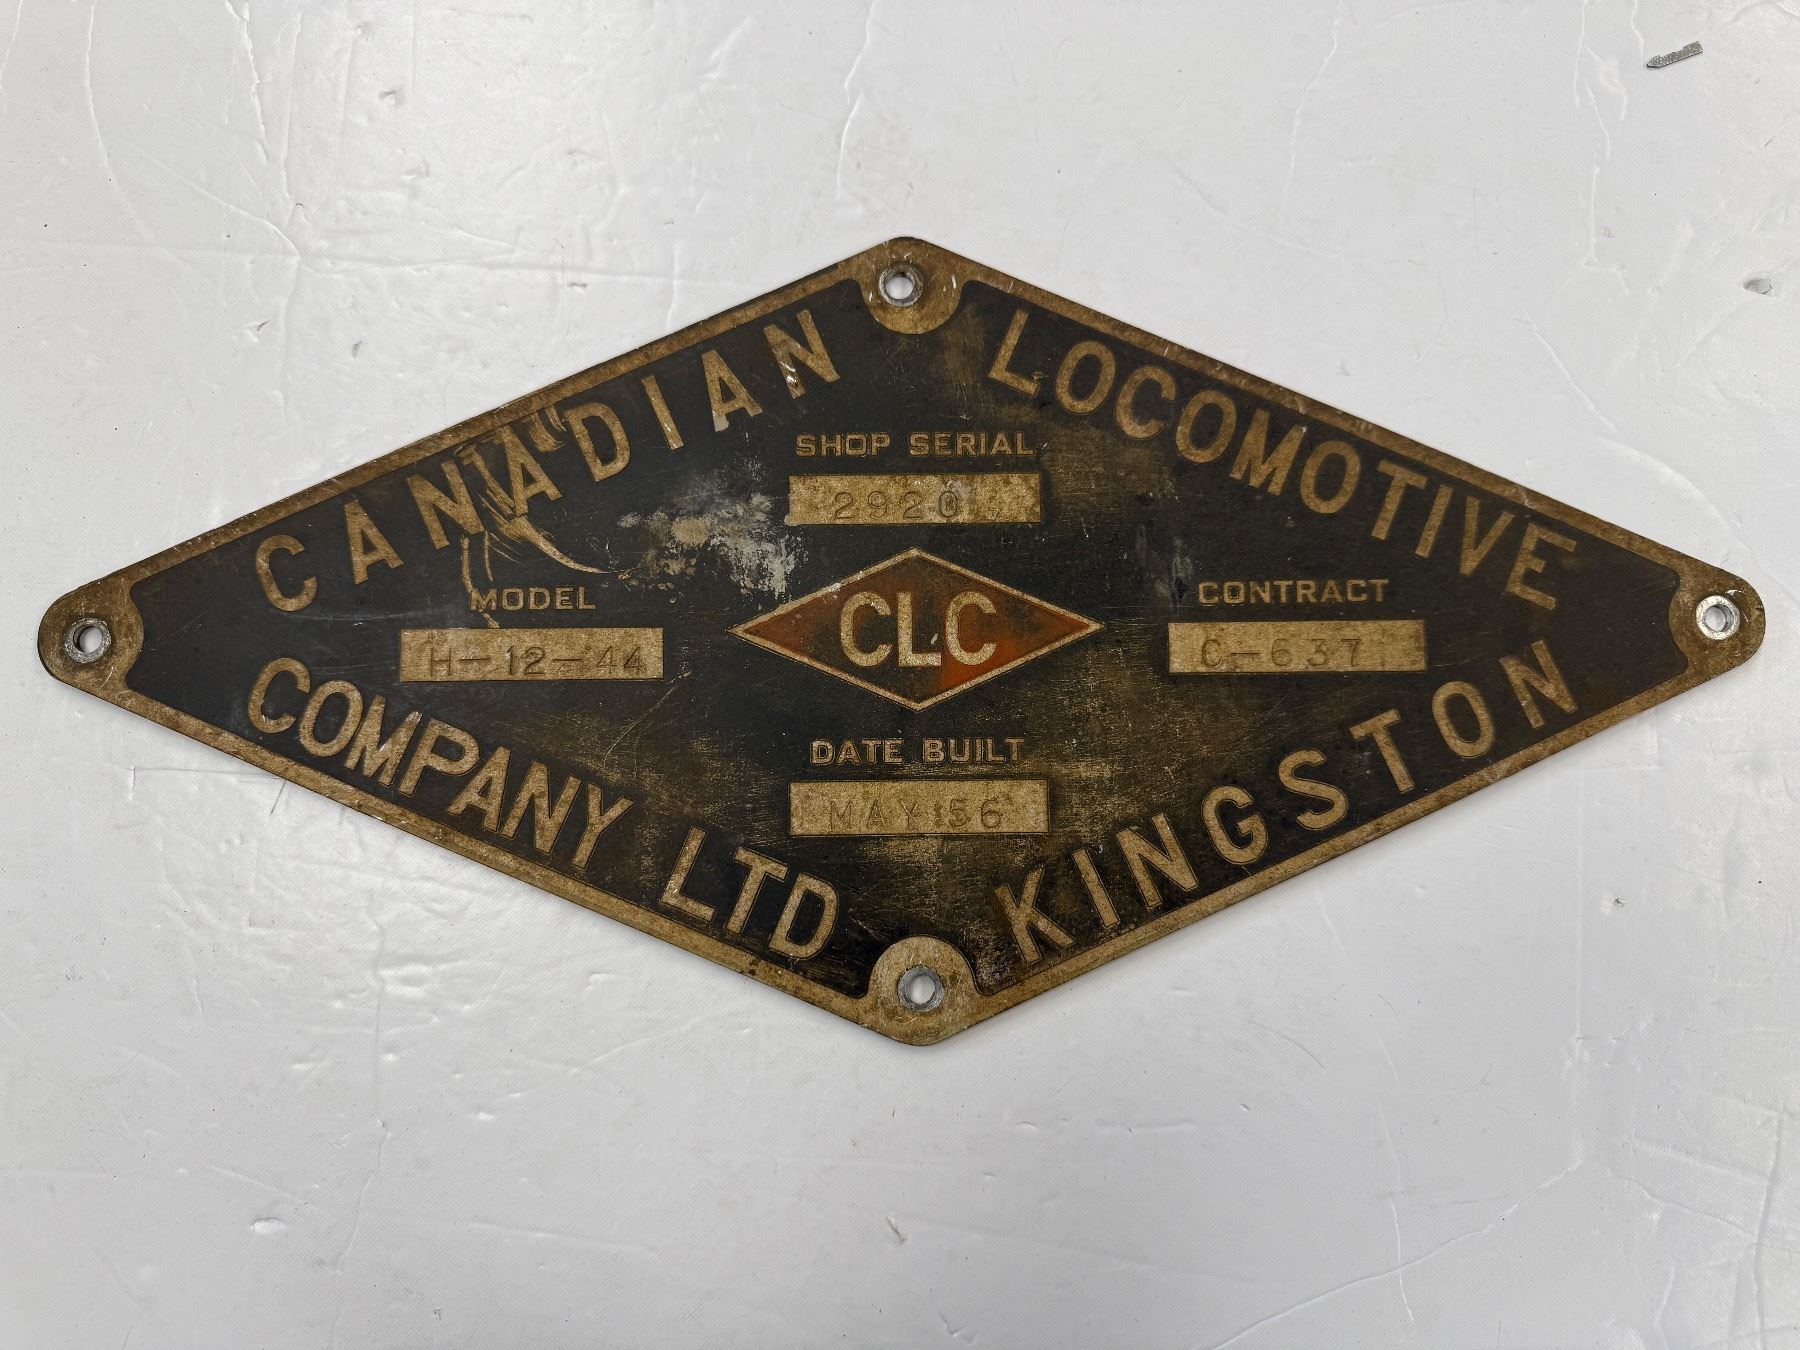 CANADIAN LOCOMOTIVE
COMPANY LTD KINGSTON
SHOP SERIAL
2920
MODEL
H-12-44
CLC
CONTRACT
C-637
DATE BUILT
MAY 56